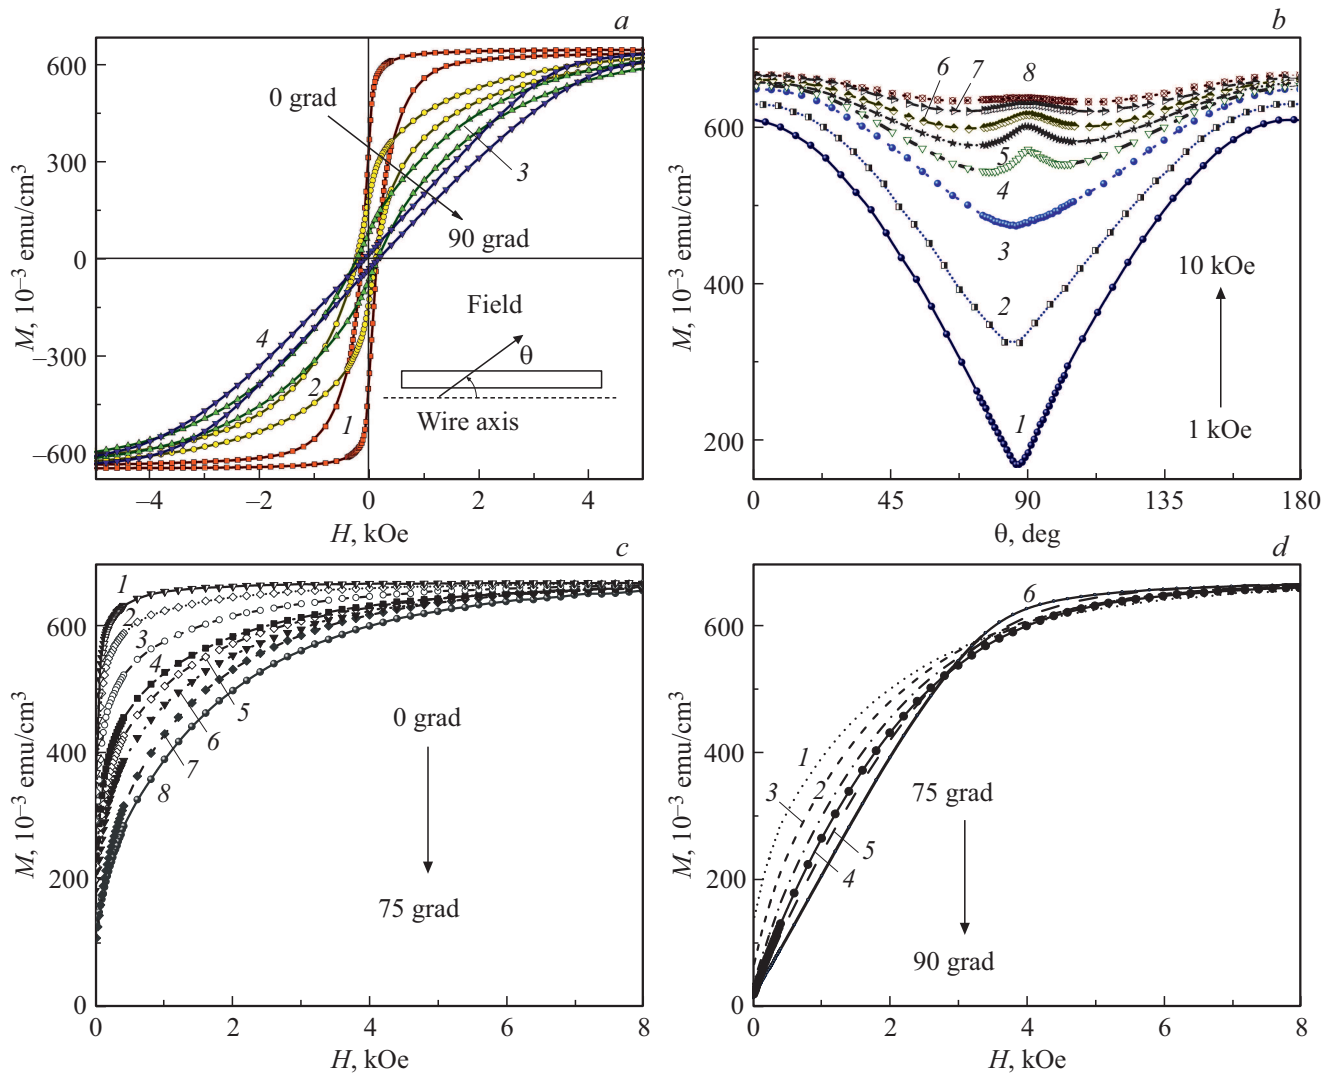 a
600
300
0
−300
−600
M, 10⁻³ emu/cm³
0 grad
90 grad
3
4
2
1
Field
θ
Wire axis
−4
−2
0
2
4
H, kOe
b
600
400
200
M, 10⁻³ emu/cm³
6
7
8
5
4
3
2
1
10 kOe
1 kOe
0
45
90
135
180
θ, deg
c
600
400
200
0
M, 10⁻³ emu/cm³
1
2
3
4
5
6
7
8
0 grad
75 grad
0
2
4
6
8
H, kOe
d
600
400
200
0
M, 10⁻³ emu/cm³
6
1
3
2
5
4
75 grad
90 grad
0
2
4
6
8
H, kOe